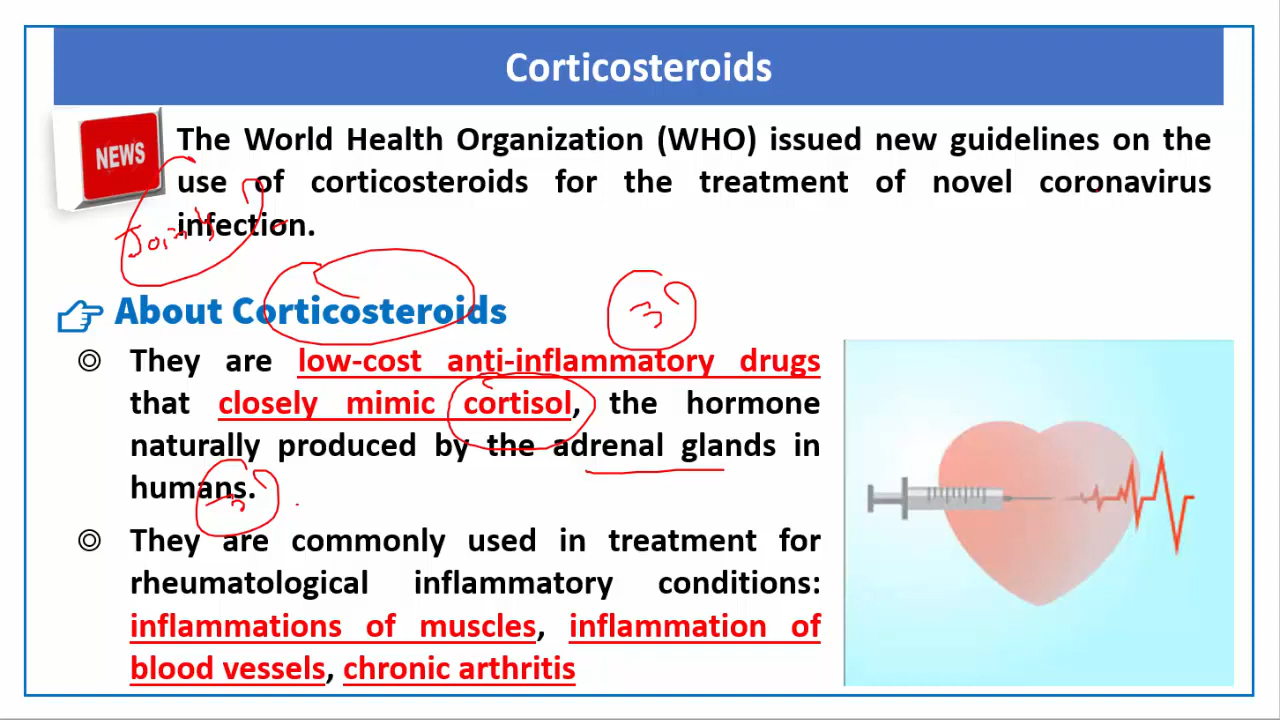 Corticosteroids
NEWS
The World Health Organization (WHO) issued new guidelines on the
use of corticosteroids for the treatment of novel coronavirus
infection.
About Corticosteroids
They are low-cost anti-inflammatory drugs
that closely mimic cortisol, the hormone
naturally produced by the adrenal glands in
humans.
They are commonly used in treatment for
rheumatological inflammatory conditions:
inflammations of muscles, inflammation of
blood vessels, chronic arthritis